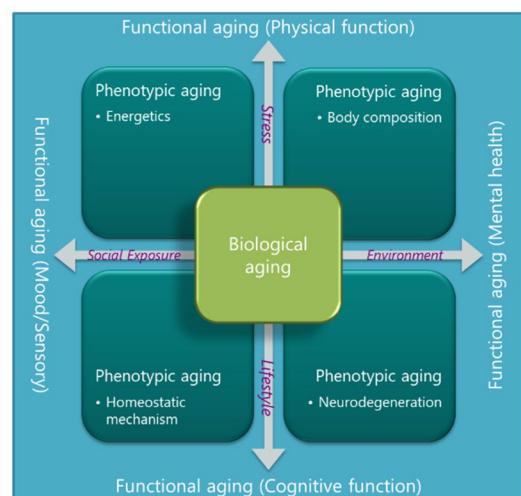 Functional aging (Physical function)
Phenotypic aging
• Energetics
Stress
Phenotypic aging
• Body composition
Functional aging (Mood/Sensory)
Social Exposure
Biological
aging
Environment
Functional aging (Mental health)
Phenotypic aging
• Homeostatic
mechanism
Lifestyle
Phenotypic aging
• Neurodegeneration
Functional aging (Cognitive function)